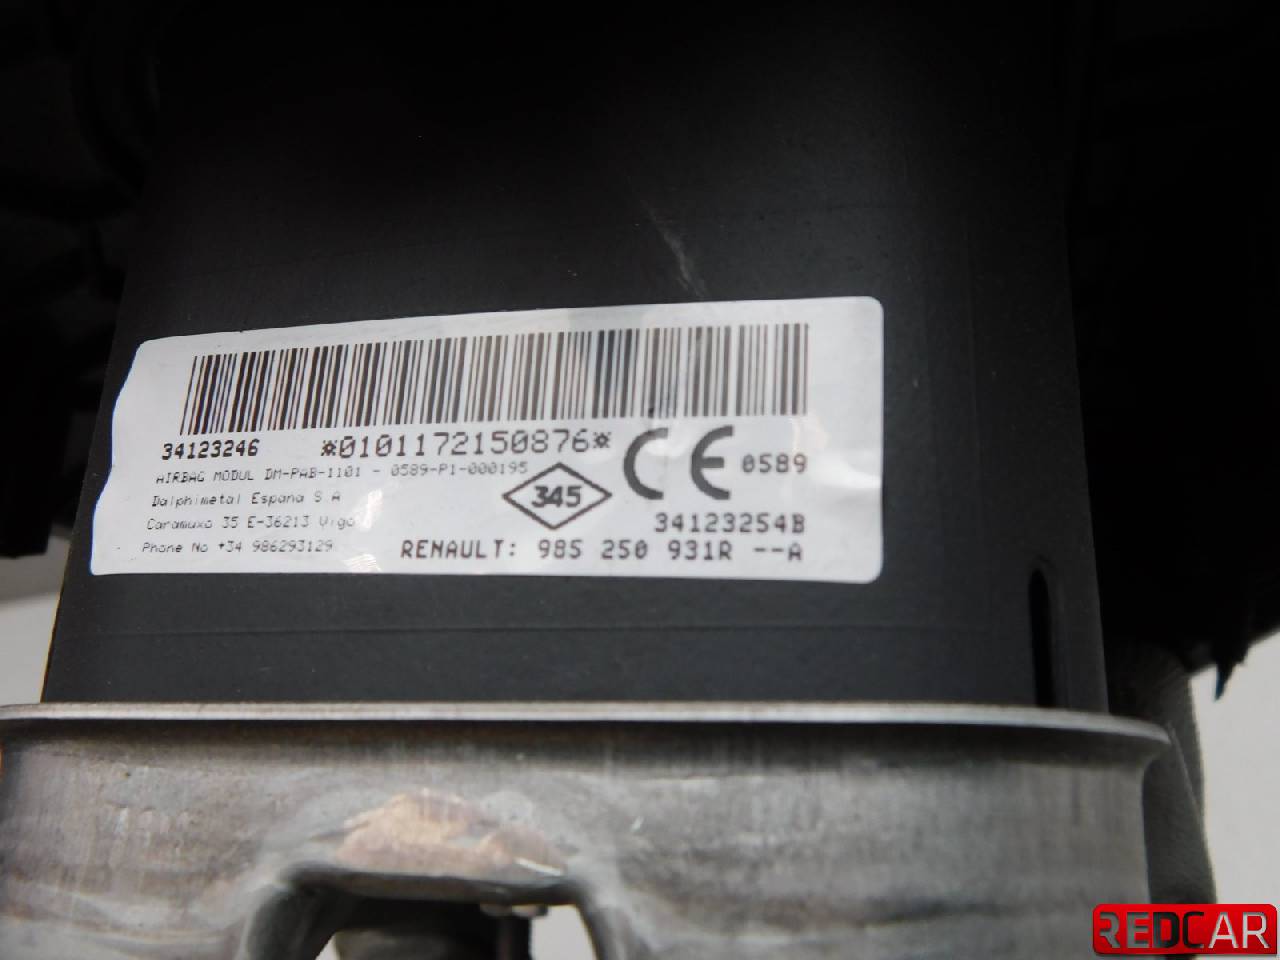 34123246 *0101172150876*
AIRBAG MODUL DM-PAB-1101 - 0589-P1-000195
CE 0589
Dalphimetal Espana S.A
345
Caramuxo 35 E-36213 Vigo
34123254B
Phone No +34 986293129
RENAULT: 985 250 931R --A
REDCAR